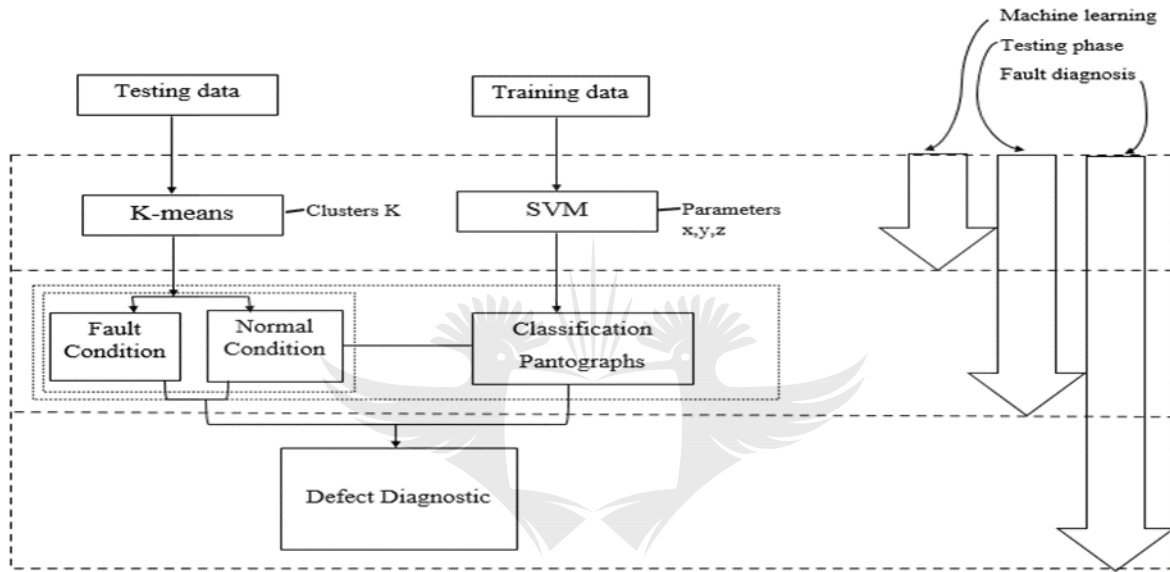 Machine learning
Testing phase
Fault diagnosis
Testing data
Training data
K-means
Clusters K
SVM
Parameters
x,y,z
Fault
Condition
Normal
Condition
Classification
Pantographs
Defect Diagnostic